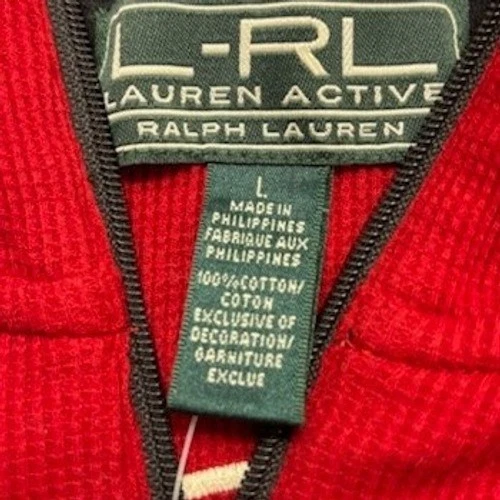 L-RL
LAUREN ACTIVE
RALPH LAUREN
L
MADE IN
PHILIPPINES
FABRIQUE AUX
PHILIPPINES
100% COTTON/
COTON
EXCLUSIVE OF
DECORATION/
GARNITURE
EXCLUE